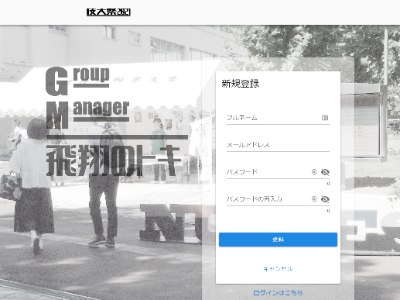 技大祭
Group
Manager
飛翔のトキ
新規登録
フルネーム
メールアドレス
パスワード
0
パスワードの再入力
0
登録
キャンセル
ログインはこちら